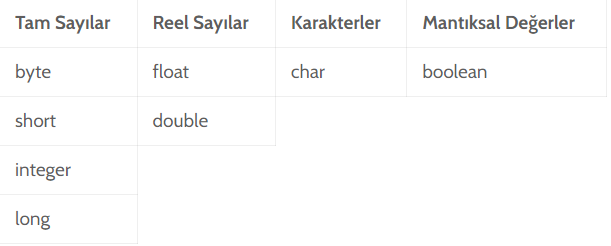 Tam Sayılar Reel Sayılar Karakterler Mantıksal Değerler
byte float char boolean
short double
integer
long